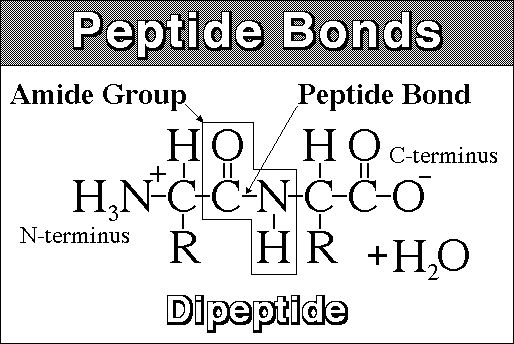 Peptide Bonds
Amide Group Peptide Bond
H O H O C-terminus
H3N+-C-C-N-C-C-O−
N-terminus R H R +H2O
Dipeptide